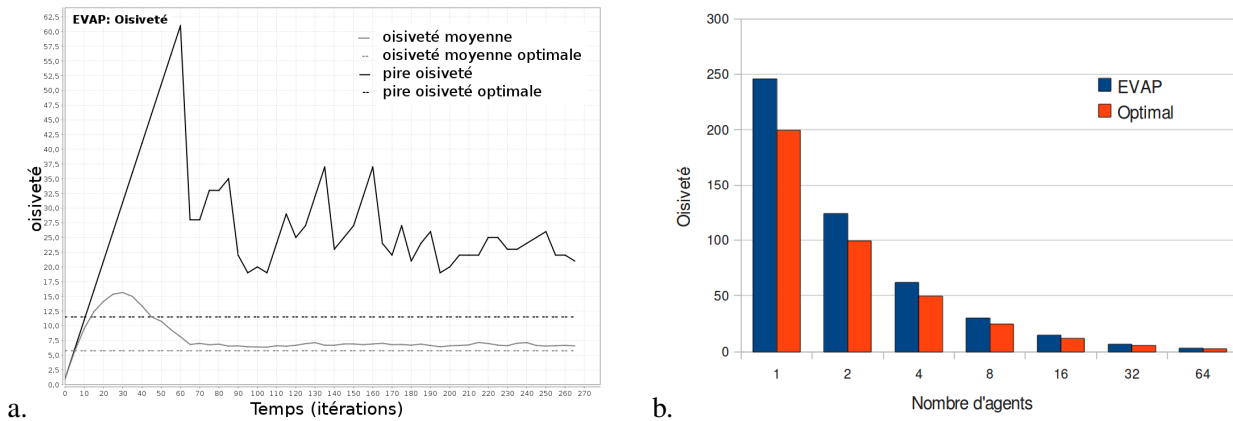 EVAP: Oisiveté
oisiveté moyenne
oisiveté moyenne optimale
pire oisiveté
pire oisiveté optimale
oisiveté
62,5
60,0
57,5
55,0
52,5
50,0
47,5
45,0
42,5
40,0
37,5
35,0
32,5
30,0
27,5
25,0
22,5
20,0
17,5
15,0
12,5
10,0
7,5
5,0
2,5
0,0
0 10 20 30 40 50 60 70 80 90 100 110 120 130 140 150 160 170 180 190 200 210 220 230 240 250 260 270
Temps (itérations)
a.
300
250
200
150
100
50
0
Oisiveté
EVAP
Optimal
1 2 4 8 16 32 64
Nombre d'agents
b.